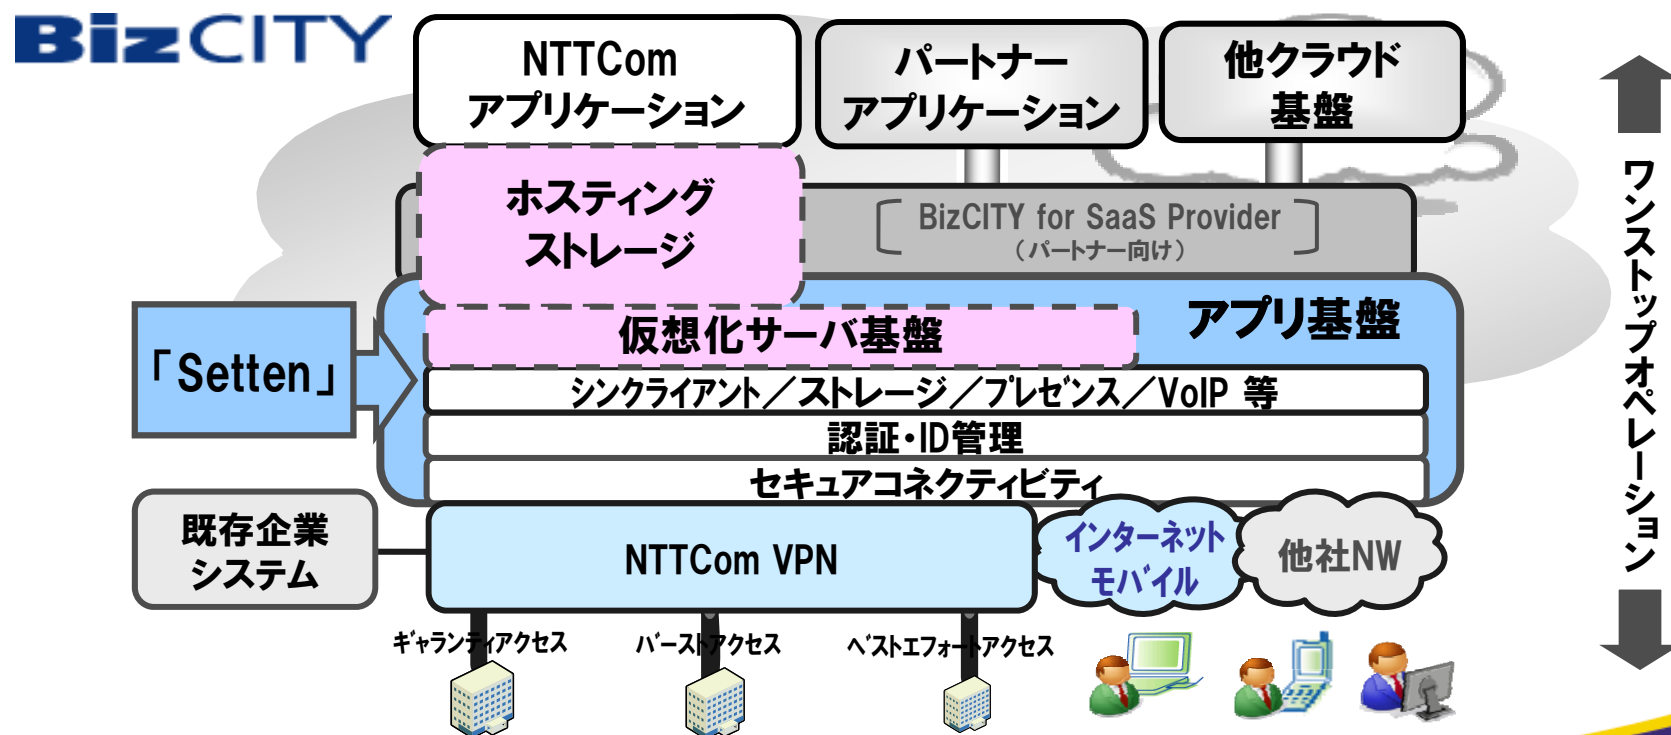 BizCITY
NTTCom
アプリケーション
パートナー
アプリケーション
他クラウド
基盤
ホスティング
ストレージ
BizCITY for SaaS Provider
（パートナー向け）
アプリ基盤
仮想化サーバ基盤
「Setten」
シンクライアント／ストレージ／プレゼンス／VoIP 等
認証・ID管理
セキュアコネクティビティ
既存企業
システム
NTTCom VPN
インターネット
モバイル
他社NW
ギャランティアクセス
バーストアクセス
ベストエフォートアクセス
ワンストップオペレーション